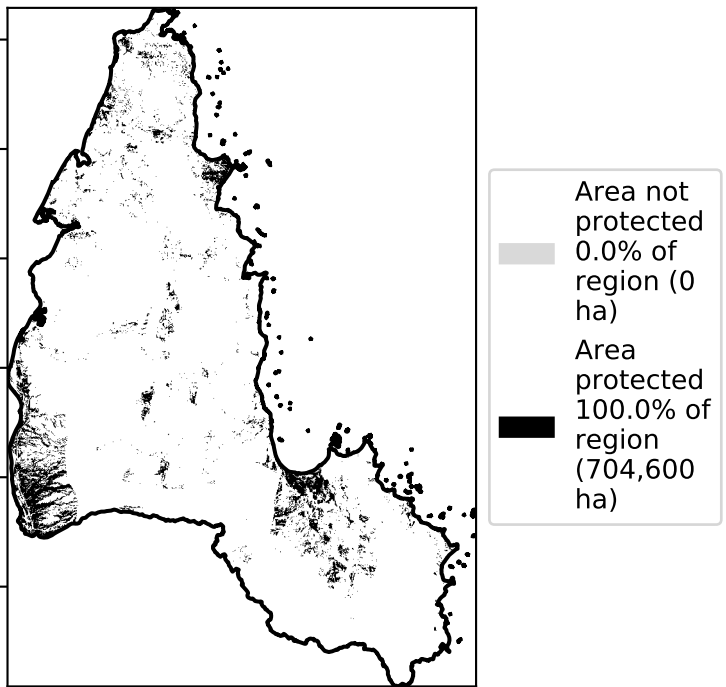 Area not
protected
0.0% of
region (0
ha)
Area
protected
100.0% of
region
(704,600
ha)